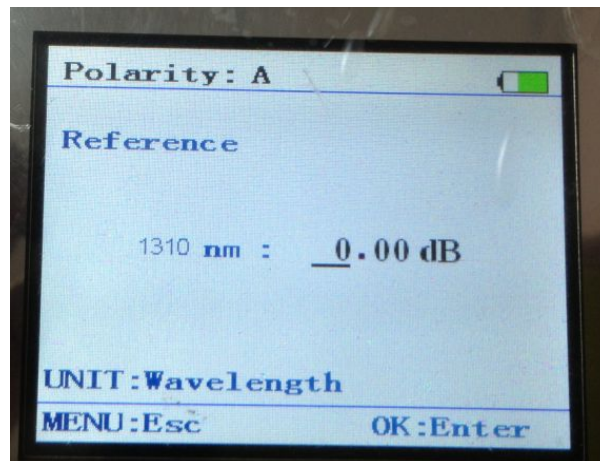 Polarity: A
Reference
1310 nm : _0.00 dB
UNIT:Wavelength
MENU:Esc OK:Enter